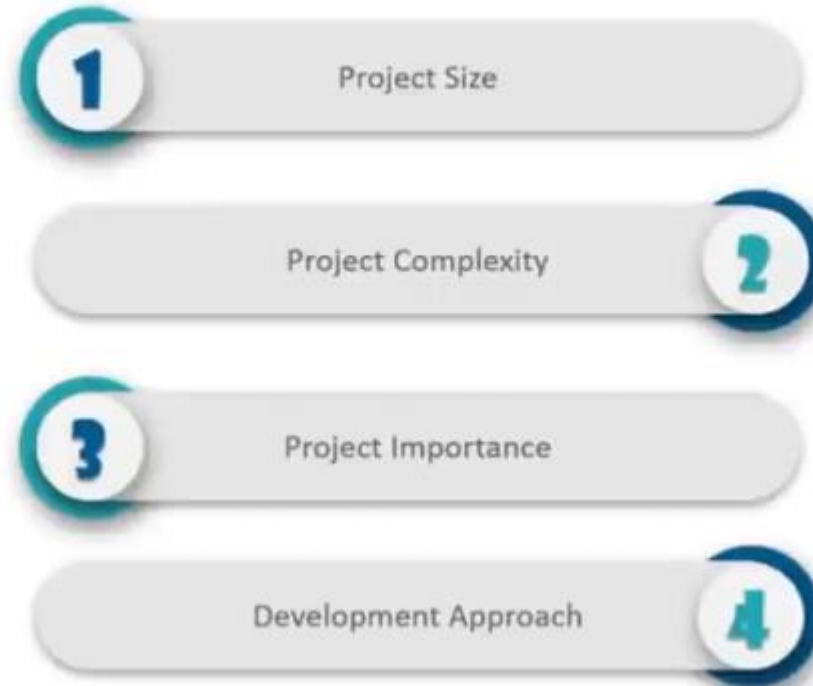 1
Project Size
Project Complexity
2
3
Project Importance
Development Approach
4